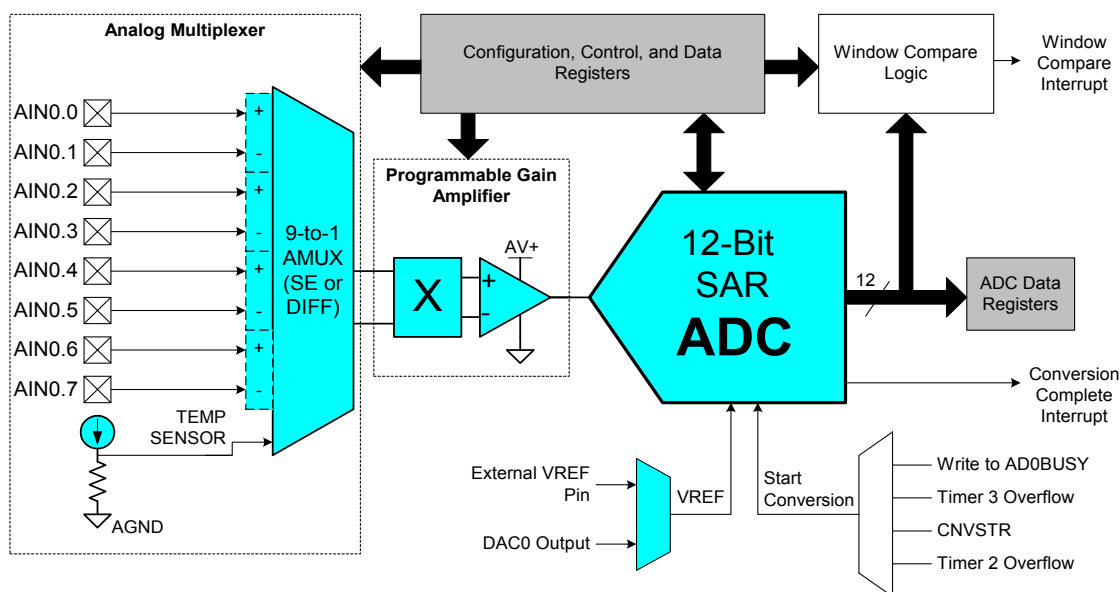 Analog Multiplexer
Configuration, Control, and Data
Registers
Window Compare
Logic
Window
Compare
Interrupt
AIN0.0
+
AIN0.1
-
AIN0.2
+
AIN0.3
-
AIN0.4
+
AIN0.5
-
AIN0.6
+
AIN0.7
-
9-to-1
AMUX
(SE or
DIFF)
TEMP
SENSOR
AGND
Programmable Gain
Amplifier
X
+
-
AV+
12-Bit
SAR
ADC
12
ADC Data
Registers
Conversion
Complete
Interrupt
External VREF
Pin
DAC0 Output
VREF
Start
Conversion
Write to AD0BUSY
Timer 3 Overflow
CNVSTR
Timer 2 Overflow